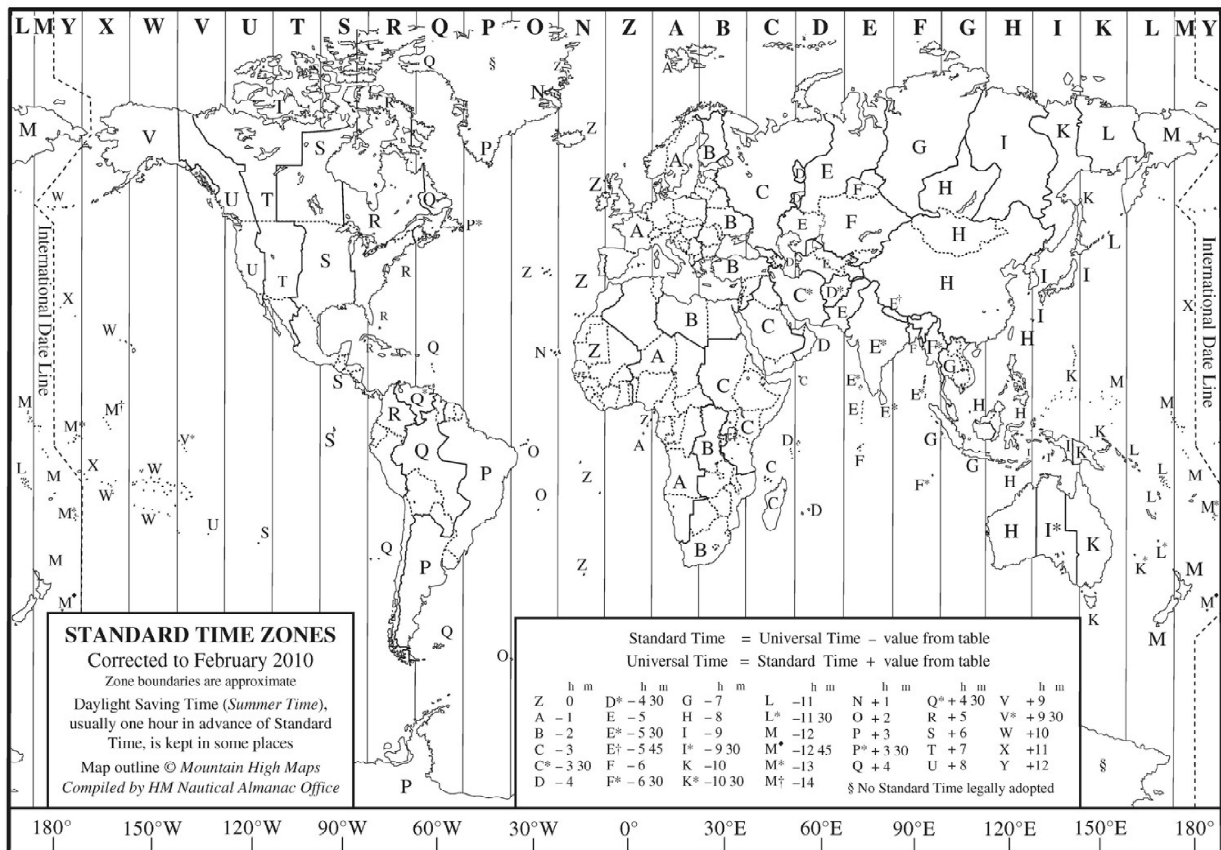 L M Y X W V U T S R Q P O N Z A B C D E F G H I K L M Y
International Date Line
International Date Line
STANDARD TIME ZONES
Corrected to February 2010
Zone boundaries are approximate
Daylight Saving Time (Summer Time),
usually one hour in advance of Standard
Time, is kept in some places
Map outline © Mountain High Maps
Compiled by HM Nautical Almanac Office
Standard Time = Universal Time – value from table
Universal Time = Standard Time + value from table
h m h m h m h m h m h m h m
Z 0 D* – 4 30 G – 7 L –11 N + 1 Q* + 4 30 V + 9
A – 1 E – 5 H – 8 L* –11 30 O + 2 R + 5 V* + 9 30
B – 2 E* – 5 30 I – 9 M –12 P + 3 S + 6 W +10
C – 3 E† – 5 45 I* – 9 30 M♦ –12 45 P* + 3 30 T + 7 X +11
C* –3 30 F – 6 K –10 M* –13 Q + 4 U + 8 Y +12
D – 4 F* – 6 30 K* –10 30 M† –14 § No Standard Time legally adopted
180° 150°W 120°W 90°W 60°W 30°W 0° 30°E 60°E 90°E 120°E 150°E 180°